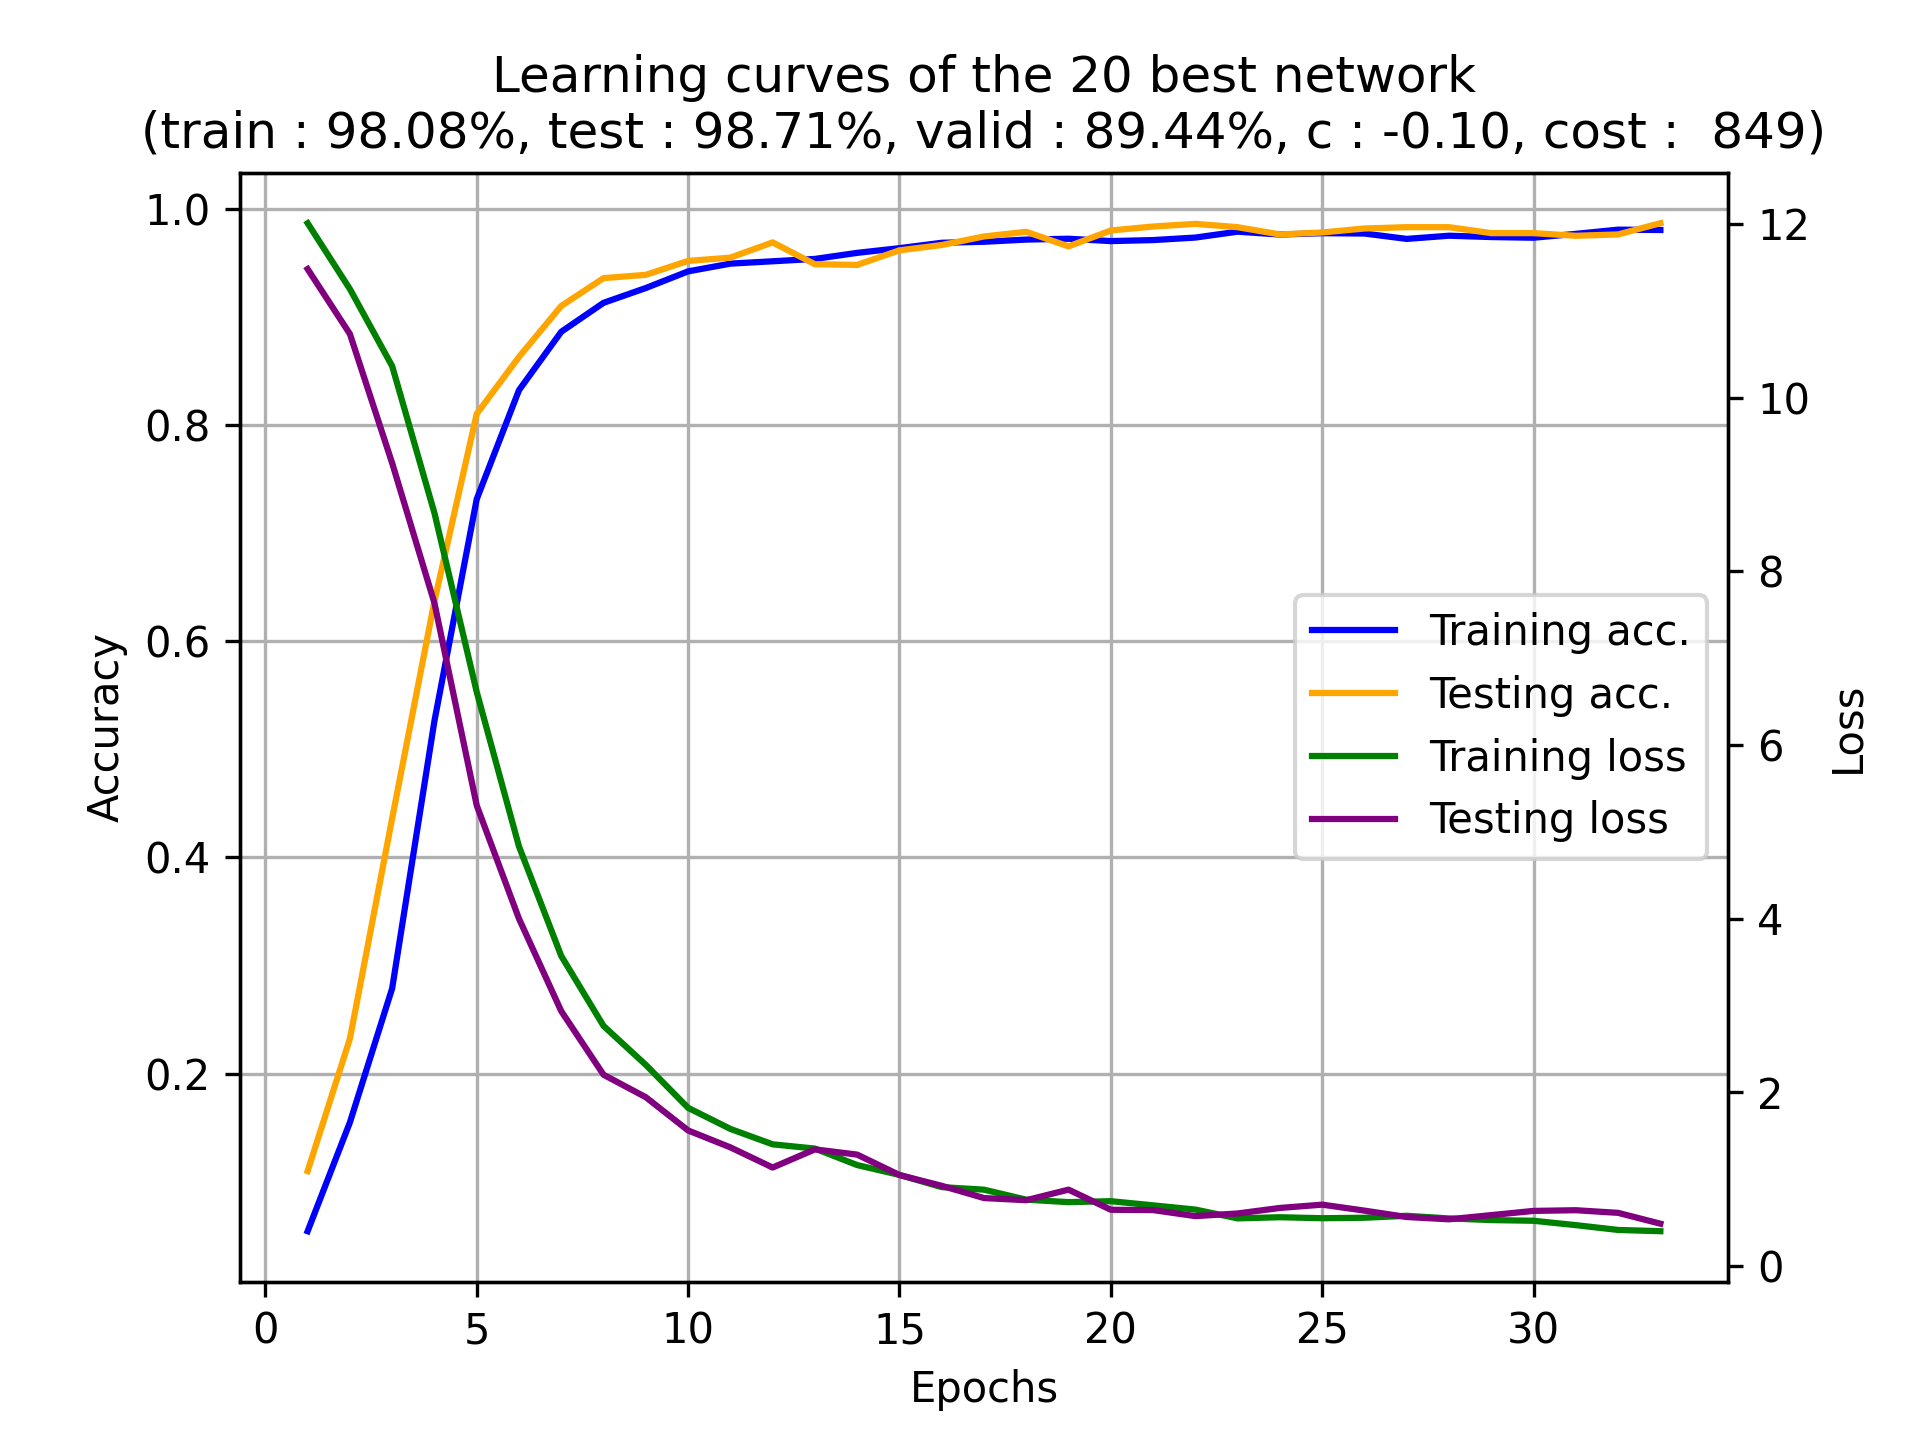 Learning curves of the 20 best network
(train : 98.08%, test : 98.71%, valid : 89.44%, c : -0.10, cost :  849)
1.0
0.8
0.6
0.4
0.2
Accuracy
12
10
8
6
4
2
0
Loss
Training acc.
Testing acc.
Training loss
Testing loss
0 5 10 15 20 25 30
Epochs